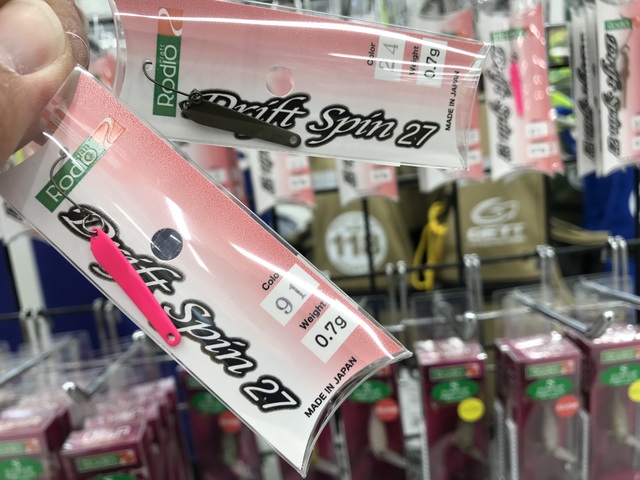 Rodio
Drift Spin 27
Color
24
Weight
0.7g
MADE IN JAPAN
Rodio
Drift Spin 27
Color
91
Weight
0.7g
MADE IN JAPAN